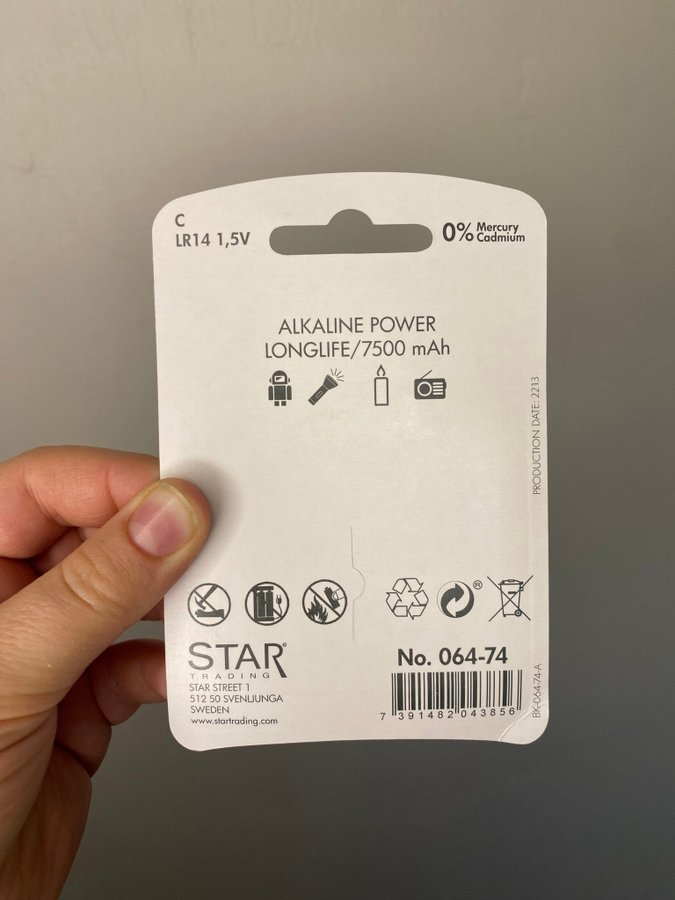 C
LR14 1,5V
0% Mercury
Cadmium
ALKALINE POWER
LONGLIFE/7500 mAh
PRODUCTION DATE: 2213
®
STAR®
TRADING
STAR STREET 1
512 50 SVENLJUNGA
SWEDEN
www.startrading.com
No. 064-74
7 391482 043856
BK-064-74-A